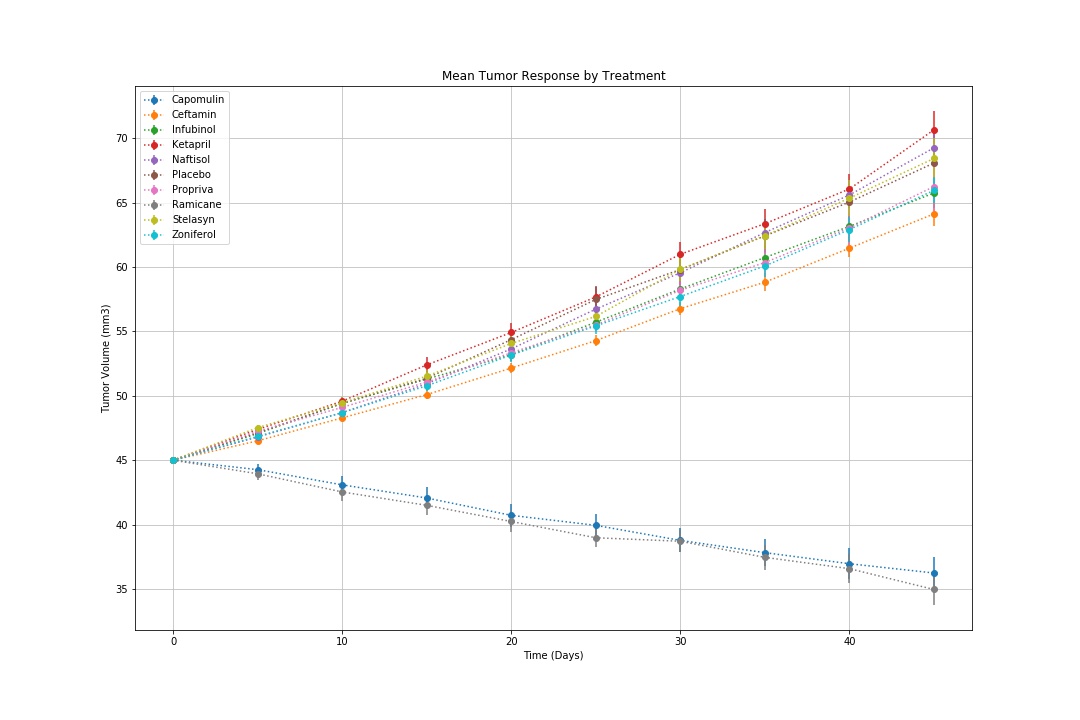 Mean Tumor Response by Treatment
Capomulin
Ceftamin
Infubinol
Ketapril
Naftisol
Placebo
Propriva
Ramicane
Stelasyn
Zoniferol
Tumor Volume (mm3)
70
65
60
55
50
45
40
35
0 10 20 30 40
Time (Days)